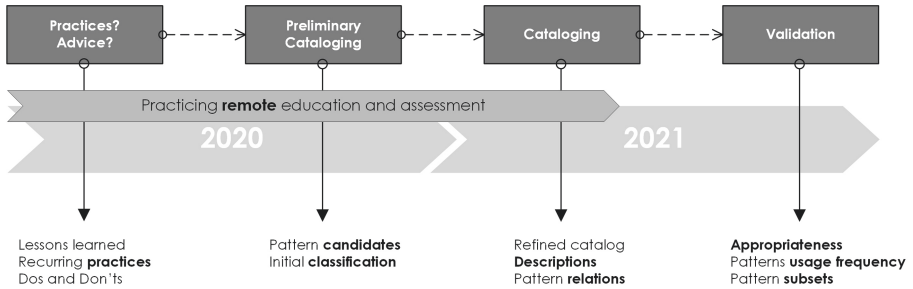 Practices?
Advice?
Preliminary
Cataloging
Cataloging
Validation
Practicing remote education and assessment
2020
2021
Lessons learned
Recurring practices
Dos and Don'ts
Pattern candidates
Initial classification
Refined catalog
Descriptions
Pattern relations
Appropriateness
Patterns usage frequency
Pattern subsets